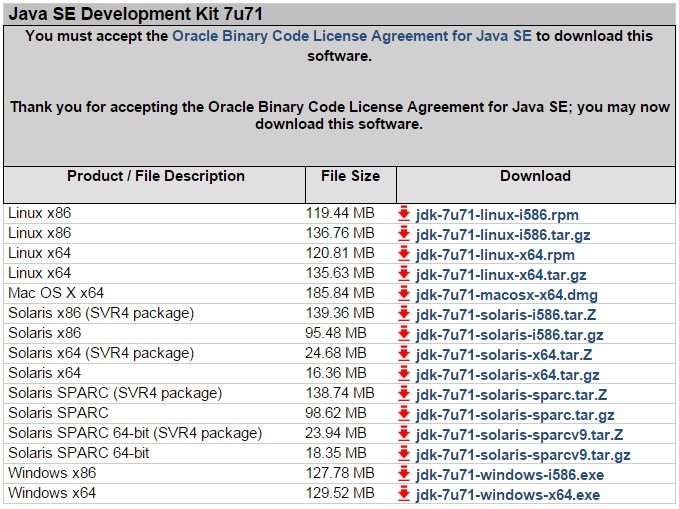 Java SE Development Kit 7u71
You must accept the Oracle Binary Code License Agreement for Java SE to download this
software.
Thank you for accepting the Oracle Binary Code License Agreement for Java SE; you may now
download this software.
Product / File Description File Size Download
Linux x86 119.44 MB jdk-7u71-linux-i586.rpm
Linux x86 136.76 MB jdk-7u71-linux-i586.tar.gz
Linux x64 120.81 MB jdk-7u71-linux-x64.rpm
Linux x64 135.63 MB jdk-7u71-linux-x64.tar.gz
Mac OS X x64 185.84 MB jdk-7u71-macosx-x64.dmg
Solaris x86 (SVR4 package) 139.36 MB jdk-7u71-solaris-i586.tar.Z
Solaris x86 95.48 MB jdk-7u71-solaris-i586.tar.gz
Solaris x64 (SVR4 package) 24.68 MB jdk-7u71-solaris-x64.tar.Z
Solaris x64 16.36 MB jdk-7u71-solaris-x64.tar.gz
Solaris SPARC (SVR4 package) 138.74 MB jdk-7u71-solaris-sparc.tar.Z
Solaris SPARC 98.62 MB jdk-7u71-solaris-sparc.tar.gz
Solaris SPARC 64-bit (SVR4 package) 23.94 MB jdk-7u71-solaris-sparcv9.tar.Z
Solaris SPARC 64-bit 18.35 MB jdk-7u71-solaris-sparcv9.tar.gz
Windows x86 127.78 MB jdk-7u71-windows-i586.exe
Windows x64 129.52 MB jdk-7u71-windows-x64.exe